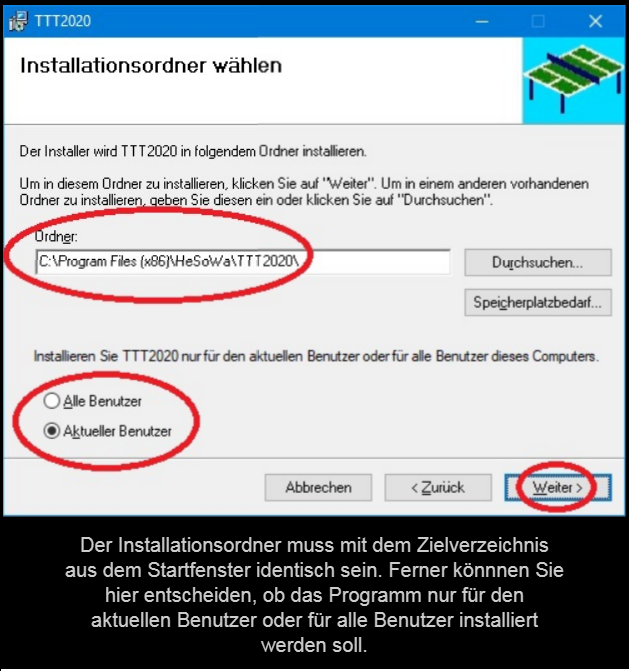 TTT2020
Installationsordner wählen
Der Installer wird TTT2020 in folgendem Ordner installieren.
Um in diesem Ordner zu installieren, klicken Sie auf "Weiter". Um in einem anderen vorhandenen
Ordner zu installieren, geben Sie diesen ein oder klicken Sie auf "Durchsuchen".
Ordner:
C:\Program Files (x86)\HeSoWa\TTT2020\
Durchsuchen...
Speicherplatzbedarf...
Installieren Sie TTT2020 nur für den aktuellen Benutzer oder für alle Benutzer dieses Computers.
Alle Benutzer
Aktueller Benutzer
Abbrechen
< Zurück
Weiter >
Der Installationsordner muss mit dem Zielverzeichnis
aus dem Startfenster identisch sein. Ferner könnnen Sie
hier entscheiden, ob das Programm nur für den
aktuellen Benutzer oder für alle Benutzer installiert
werden soll.